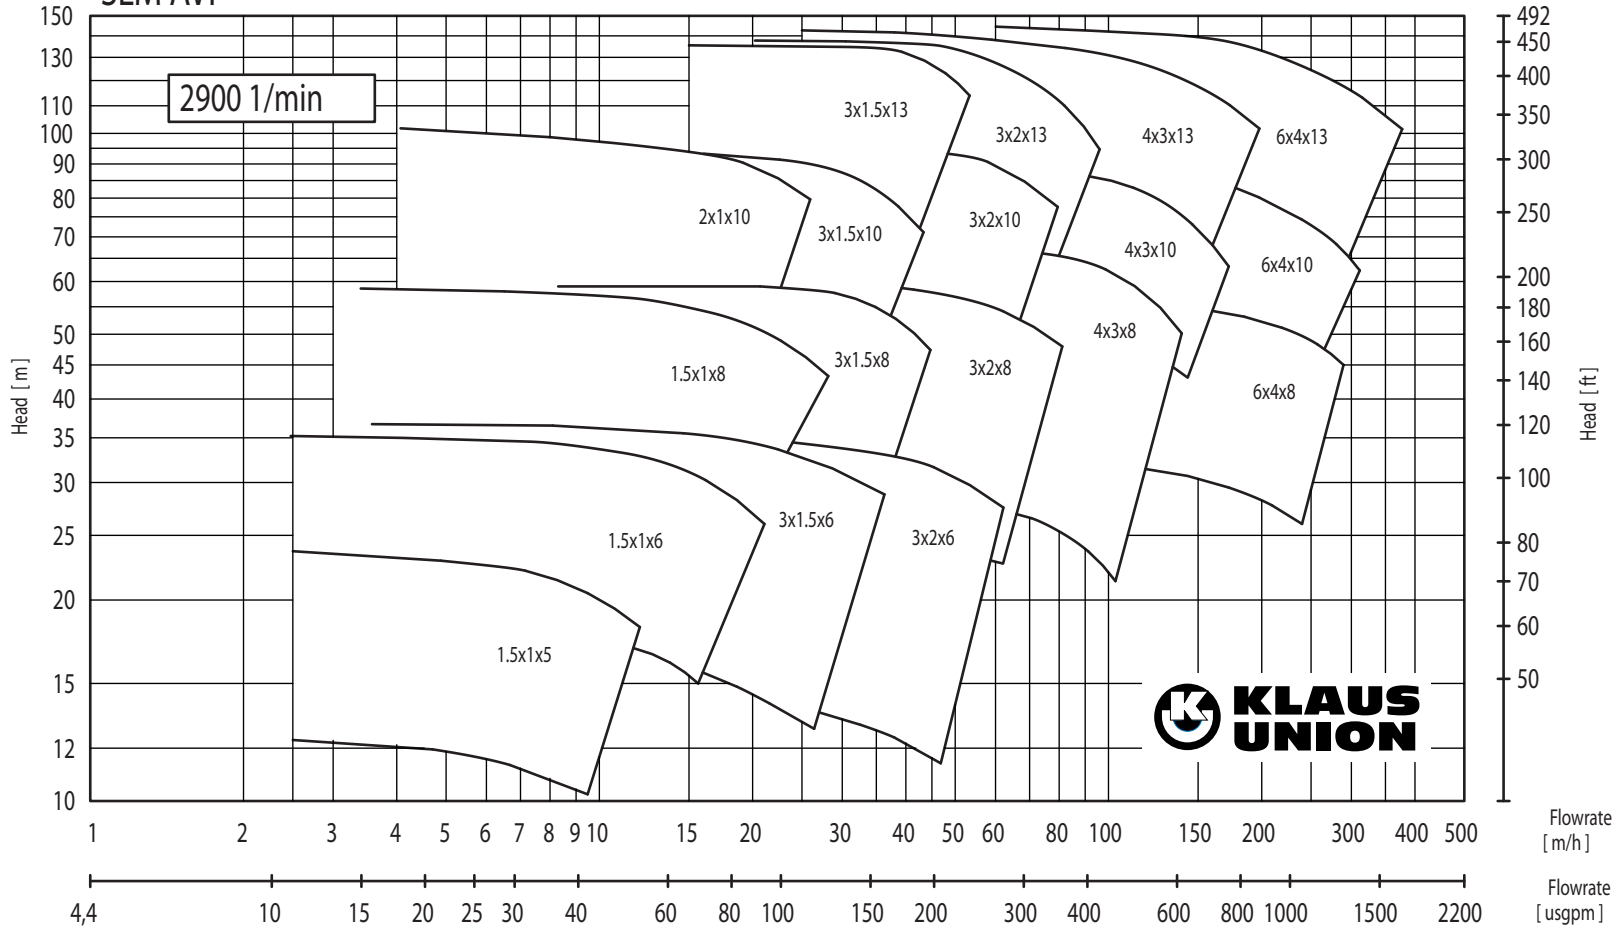 150
130
110
100
90
80
70
60
50
45
40
35
30
25
20
15
12
10
Head [ m ]
2900 1/min
3x1.5x13
3x2x13
4x3x13
6x4x13
2x1x10
3x1.5x10
3x2x10
4x3x10
6x4x10
1.5x1x8
3x1.5x8
3x2x8
4x3x8
6x4x8
1.5x1x6
3x1.5x6
3x2x6
1.5x1x5
KLAUS
UNION
492
450
400
350
300
250
200
180
160
140
120
100
80
70
60
50
Head [ ft ]
1 2 3 4 5 6 7 8 9 10 15 20 30 40 50 60 80 100 150 200 300 400 500
Flowrate
[ m/h ]
4,4 10 15 20 25 30 40 60 80 100 150 200 300 400 600 800 1000 1500 2200
Flowrate
[ usgpm ]